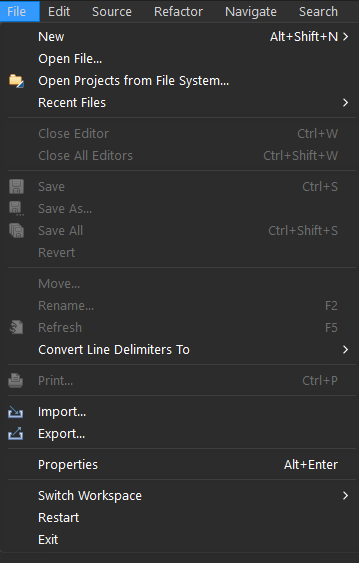 File Edit Source Refactor Navigate Search
New Alt+Shift+N
Open File...
Open Projects from File System...
Recent Files
Close Editor Ctrl+W
Close All Editors Ctrl+Shift+W
Save Ctrl+S
Save As...
Save All Ctrl+Shift+S
Revert
Move...
Rename... F2
Refresh F5
Convert Line Delimiters To
Print... Ctrl+P
Import...
Export...
Properties Alt+Enter
Switch Workspace
Restart
Exit